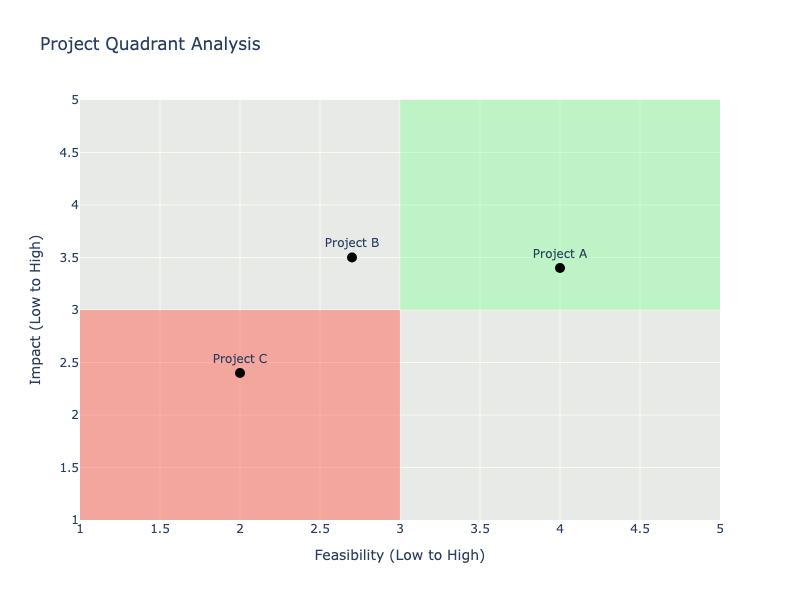 Project Quadrant Analysis
5
4.5
4
Project B
3.5
Project A
3
Project C
2.5
2
1.5
1
1 1.5 2 2.5 3 3.5 4 4.5 5
Impact (Low to High)
Feasibility (Low to High)